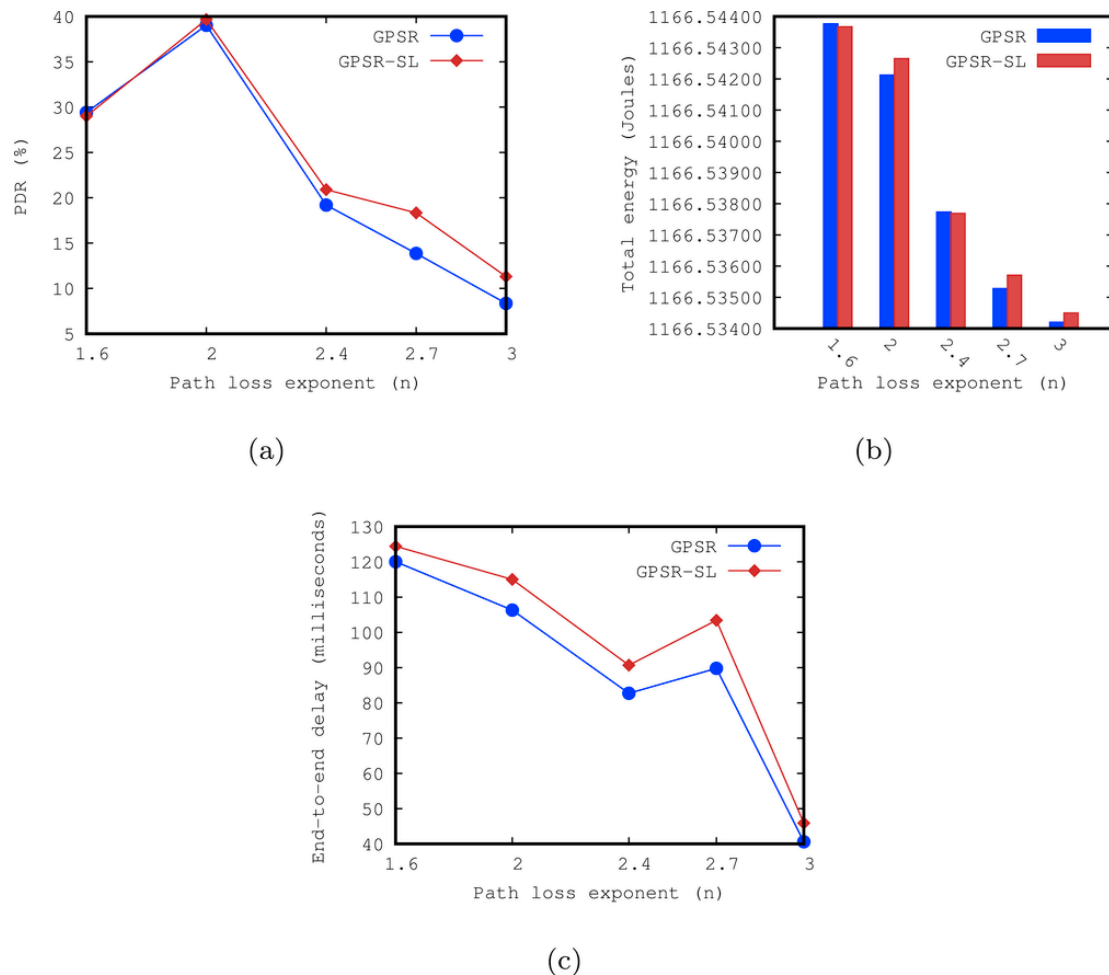 40
35
30
25
20
15
10
5
PDR (%)
GPSR
GPSR-SL
1.6 2 2.4 2.7 3
Path loss exponent (n)
(a)
1166.54400
1166.54300
1166.54200
1166.54100
1166.54000
1166.53900
1166.53800
1166.53700
1166.53600
1166.53500
1166.53400
Total energy (Joules)
GPSR
GPSR-SL
1.6 2 2.4 2.7 3
Path loss exponent (n)
(b)
130
120
110
100
90
80
70
60
50
40
End-to-end delay (milliseconds)
GPSR
GPSR-SL
1.6 2 2.4 2.7 3
Path loss exponent (n)
(c)